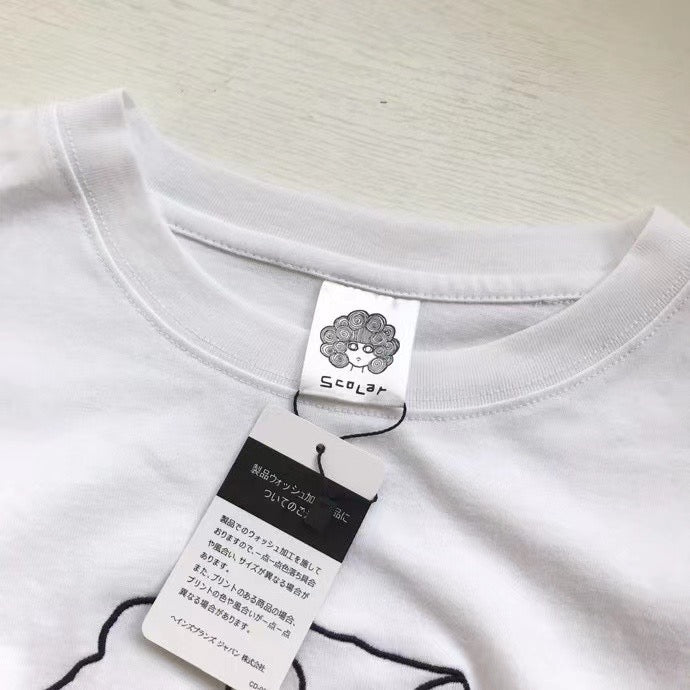 ScoLar
製品ウォッシュ加 品に
ついてのご
製品でのウォッシュ加工を施して
おりますので、一点一点色落ち具合
や風合い、サイズが異なる場合が
あります。
また、プリントのある商品の場合、
プリントの色や風合いが一点一点
異なる場合があります。
ヘインズブランズ ジャパン 株式会社